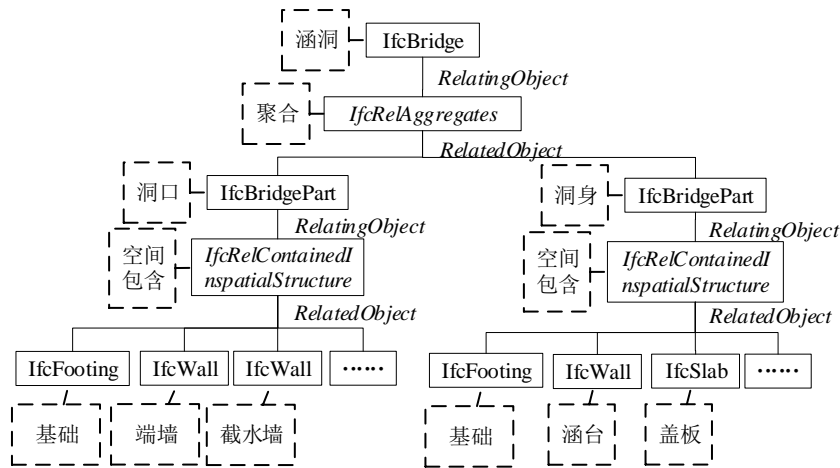 涵洞
IfcBridge
RelatingObject
聚合
IfcRelAggregates
RelatedObject
洞口
IfcBridgePart
洞身
IfcBridgePart
RelatingObject
RelatingObject
空间
包含
IfcRelContainedI
nspatialStructure
空间
包含
IfcRelContainedI
nspatialStructure
RelatedObject
RelatedObject
IfcFooting
IfcWall
IfcWall
······
IfcFooting
IfcWall
IfcSlab
······
基础
端墙
截水墙
基础
涵台
盖板